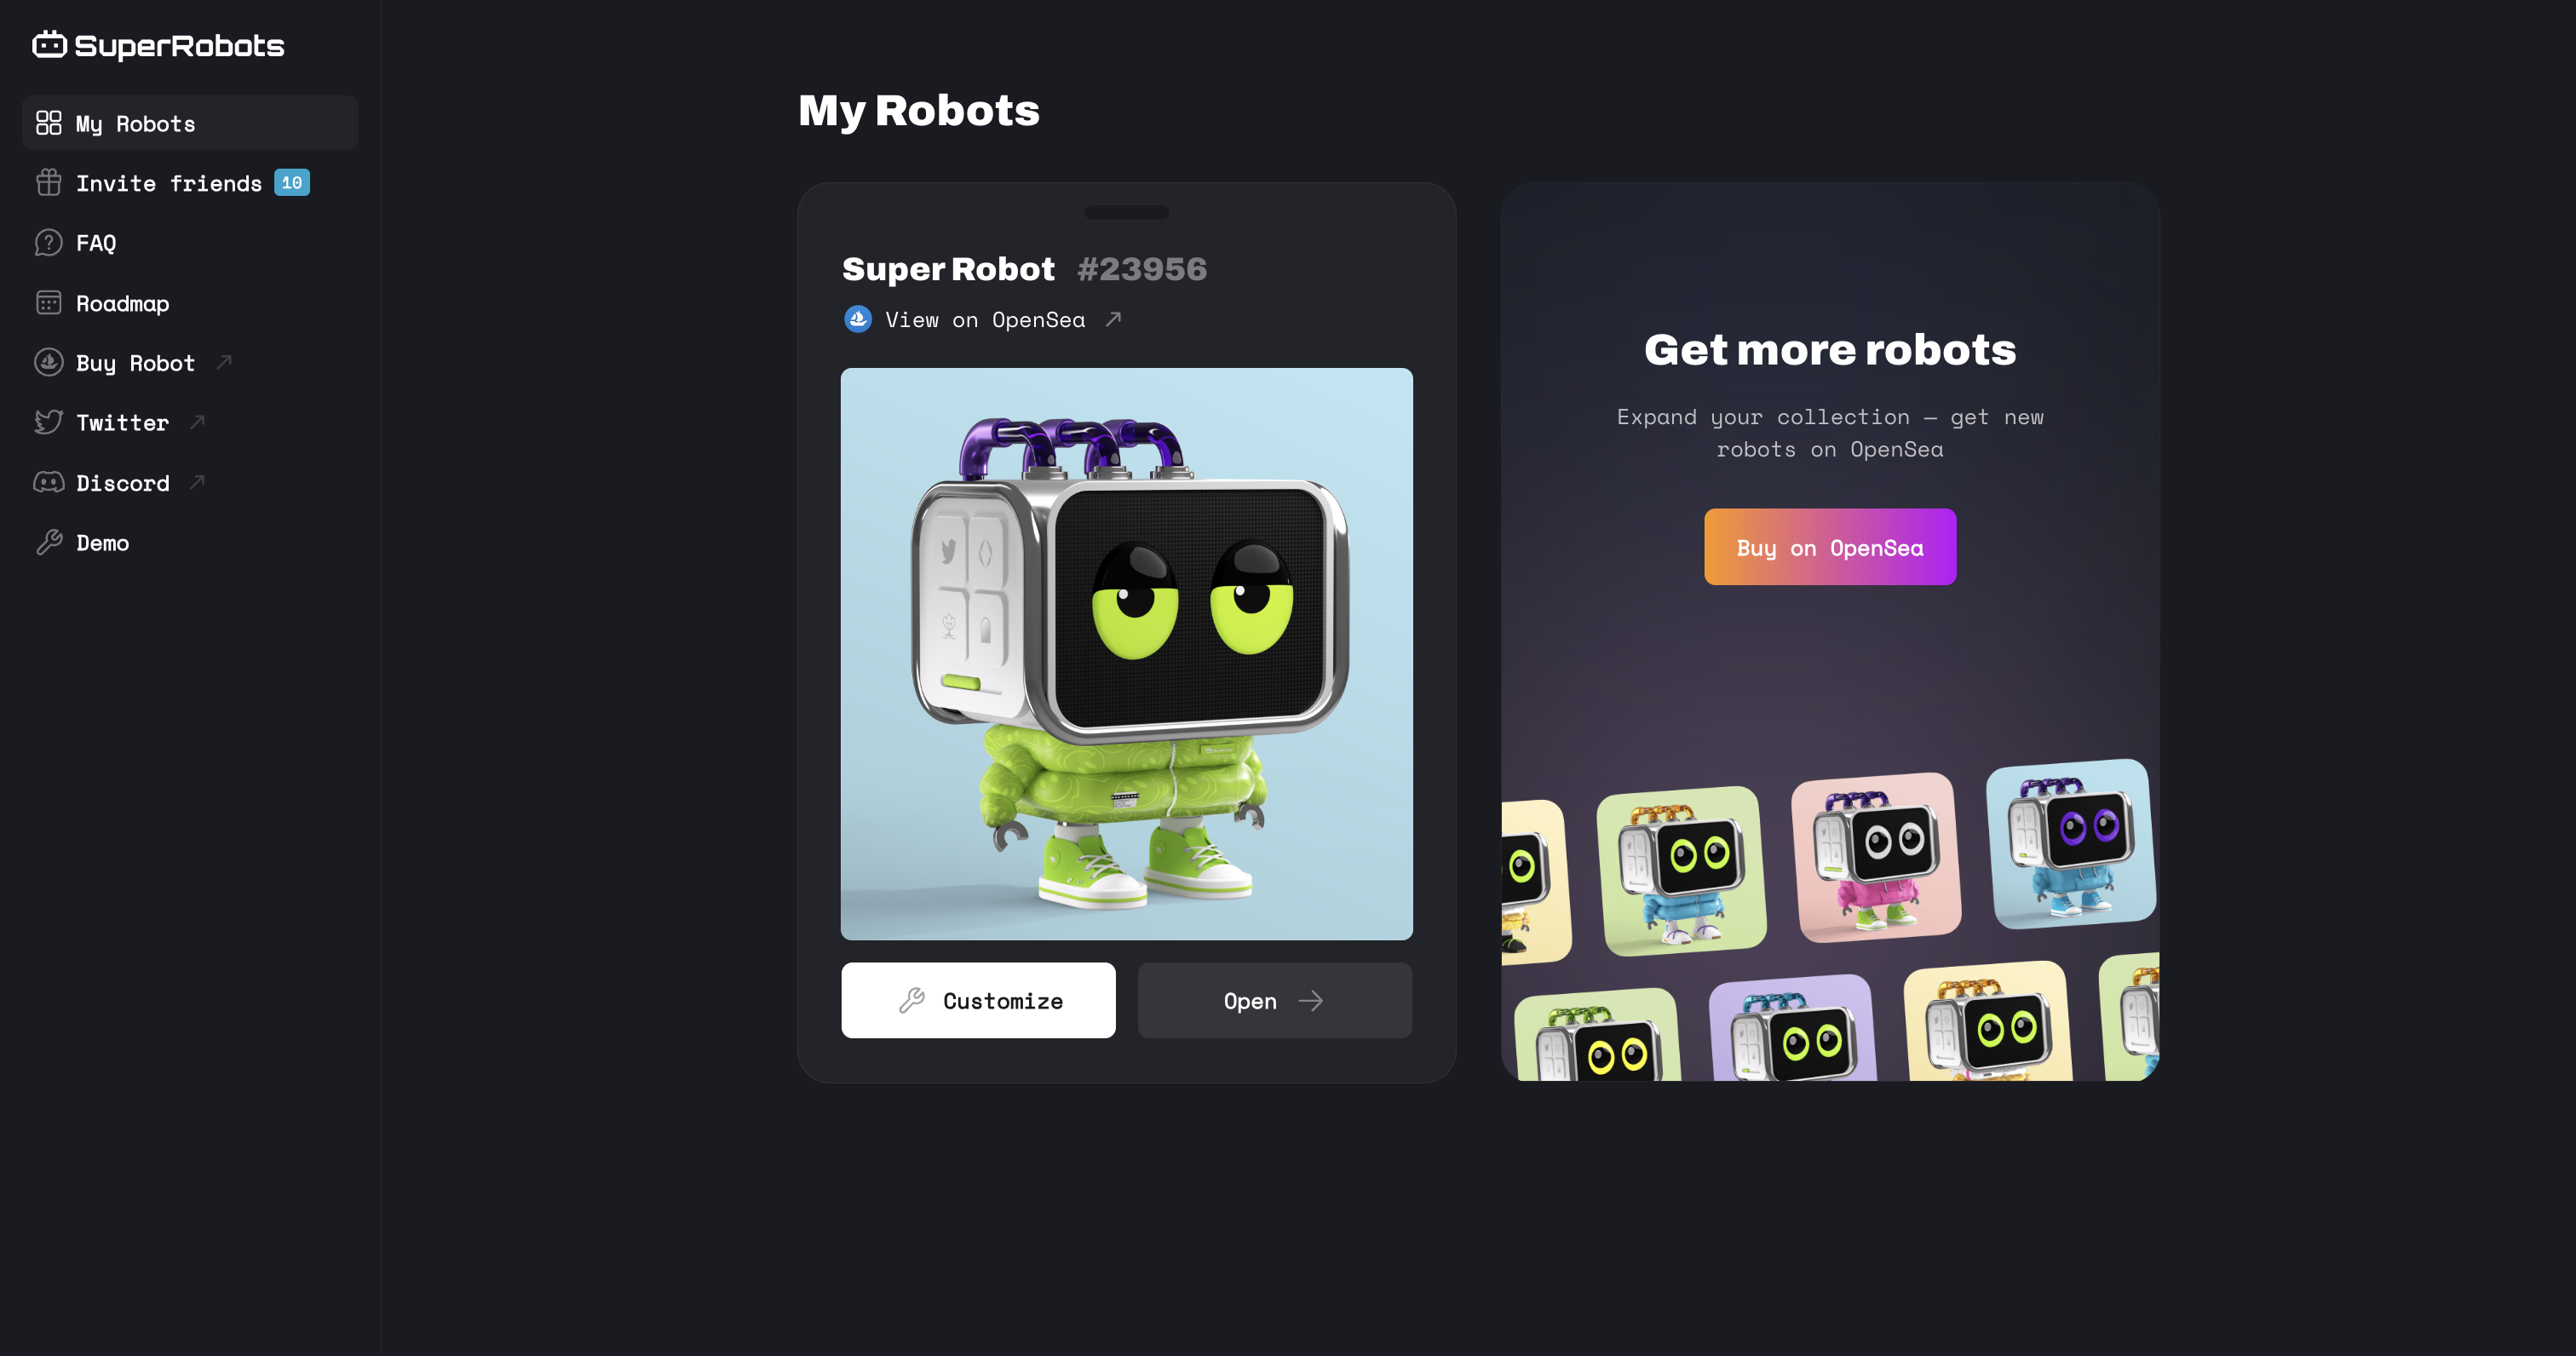 SuperRobots
My Robots
Invite friends 10
FAQ
Roadmap
Buy Robot
Twitter
Discord
Demo
My Robots
Super Robot #23956
View on OpenSea
Customize
Open
Get more robots
Expand your collection — get new
robots on OpenSea
Buy on OpenSea